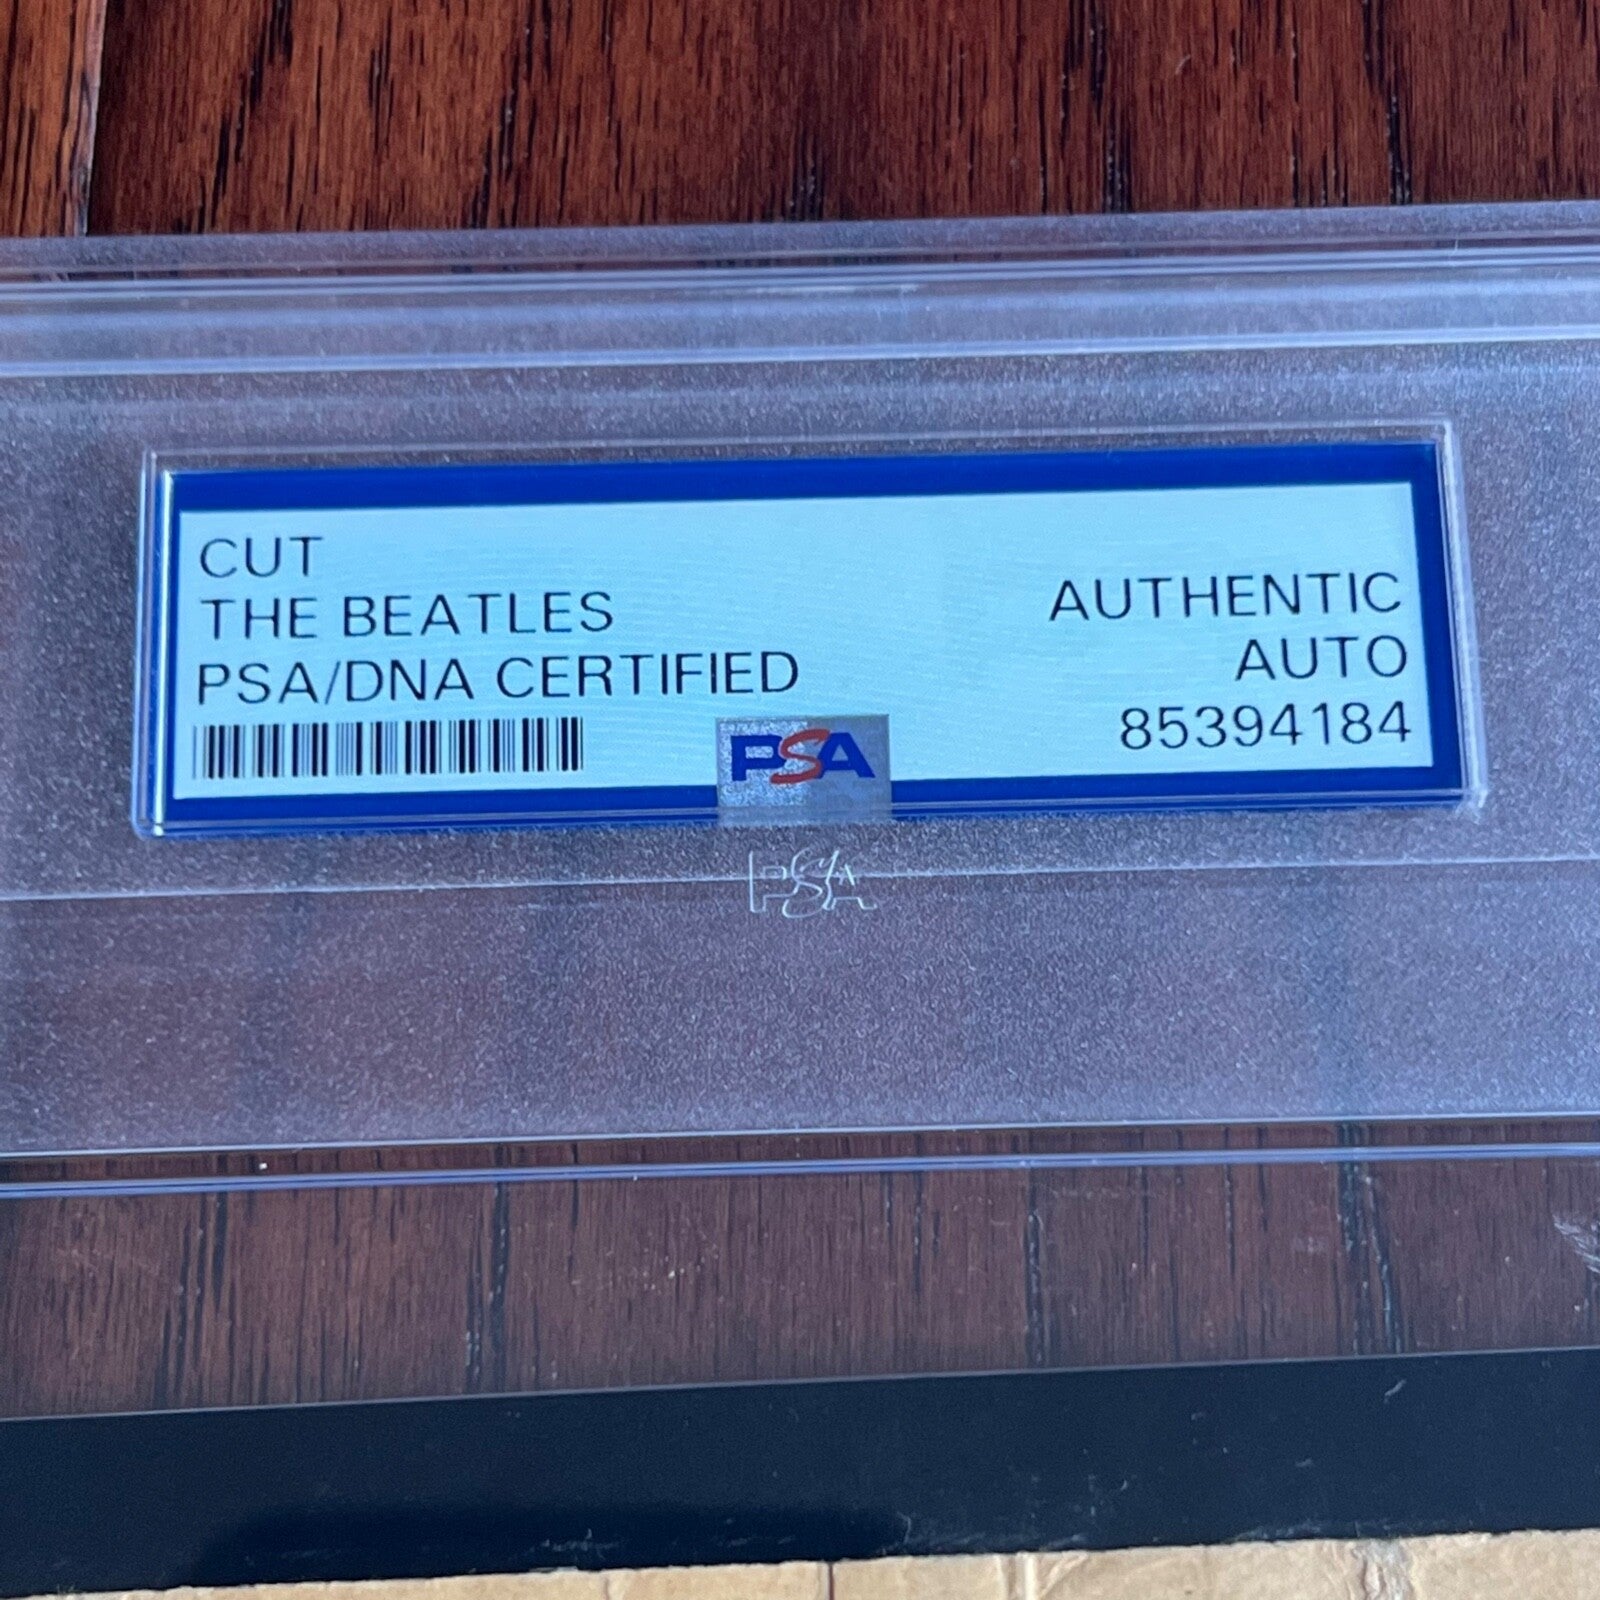 CUT
THE BEATLES
PSA/DNA CERTIFIED
AUTHENTIC
AUTO
85394184
PSA
PSA